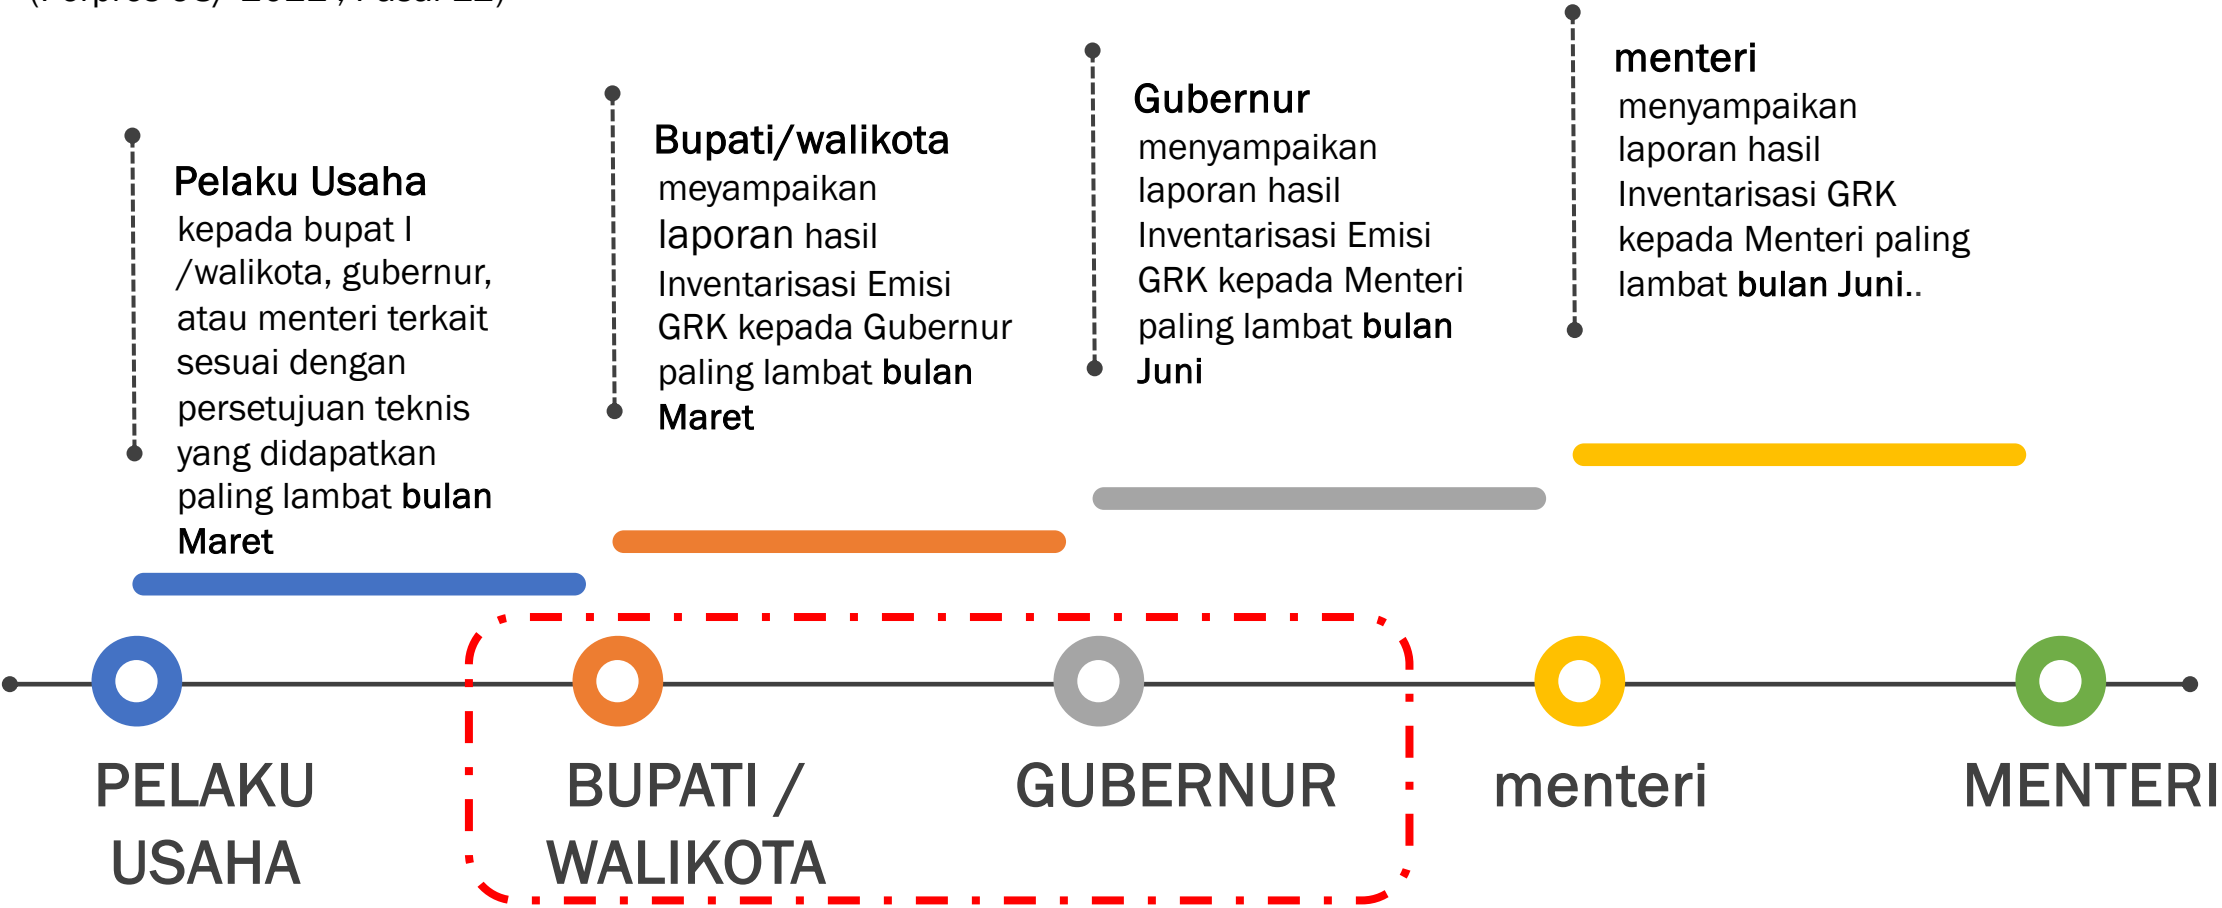 Pelaku Usaha
kepada bupat I
/walikota, gubernur,
atau menteri terkait
sesuai dengan
persetujuan teknis
yang didapatkan
paling lambat bulan
Maret
Bupati/walikota
meyampaikan
laporan hasil
Inventarisasi Emisi
GRK kepada Gubernur
paling lambat bulan
Maret
Gubernur
menyampaikan
laporan hasil
Inventarisasi Emisi
GRK kepada Menteri
paling lambat bulan
Juni
menteri
menyampaikan
laporan hasil
Inventarisasi GRK
kepada Menteri paling
lambat bulan Juni..
PELAKU
USAHA
BUPATI /
WALIKOTA
GUBERNUR
menteri
MENTERI